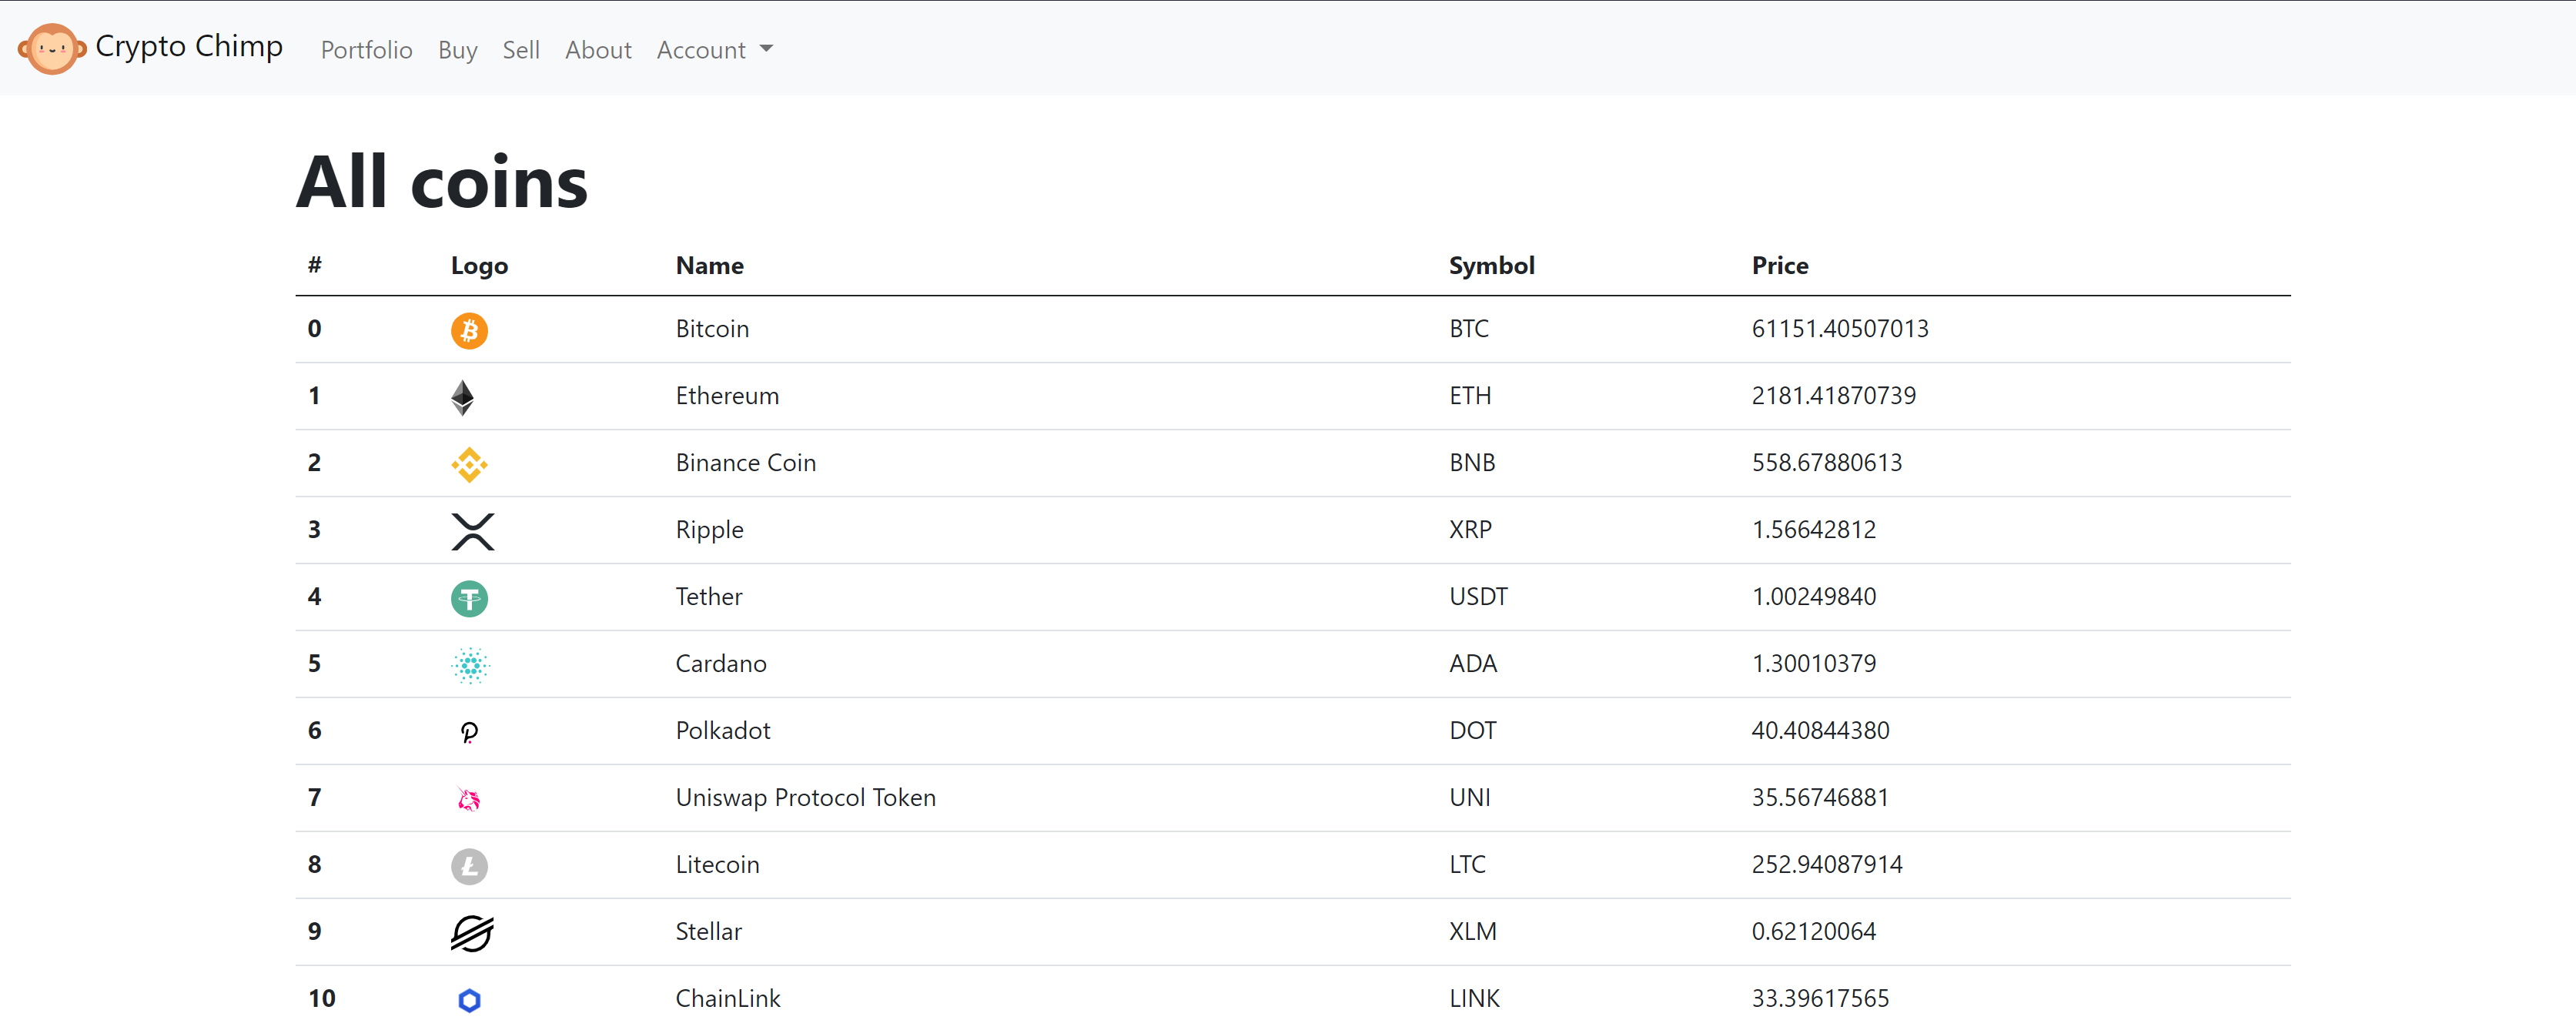 Crypto Chimp Portfolio Buy Sell About Account
All coins
# Logo Name Symbol Price
0 Bitcoin BTC 61151.40507013
1 Ethereum ETH 2181.41870739
2 Binance Coin BNB 558.67880613
3 Ripple XRP 1.56642812
4 Tether USDT 1.00249840
5 Cardano ADA 1.30010379
6 Polkadot DOT 40.40844380
7 Uniswap Protocol Token UNI 35.56746881
8 Litecoin LTC 252.94087914
9 Stellar XLM 0.62120064
10 ChainLink LINK 33.39617565